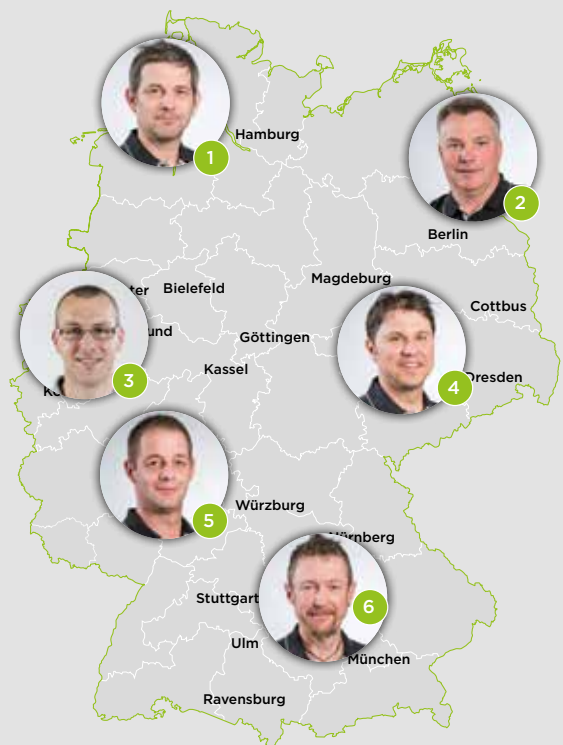 Hamburg
1
2
Berlin
Magdeburg
Bielefeld
Cottbus
Göttingen
Kassel
3
4
Dresden
Würzburg
5
Nürnberg
Stuttgart
6
Ulm
München
Ravensburg